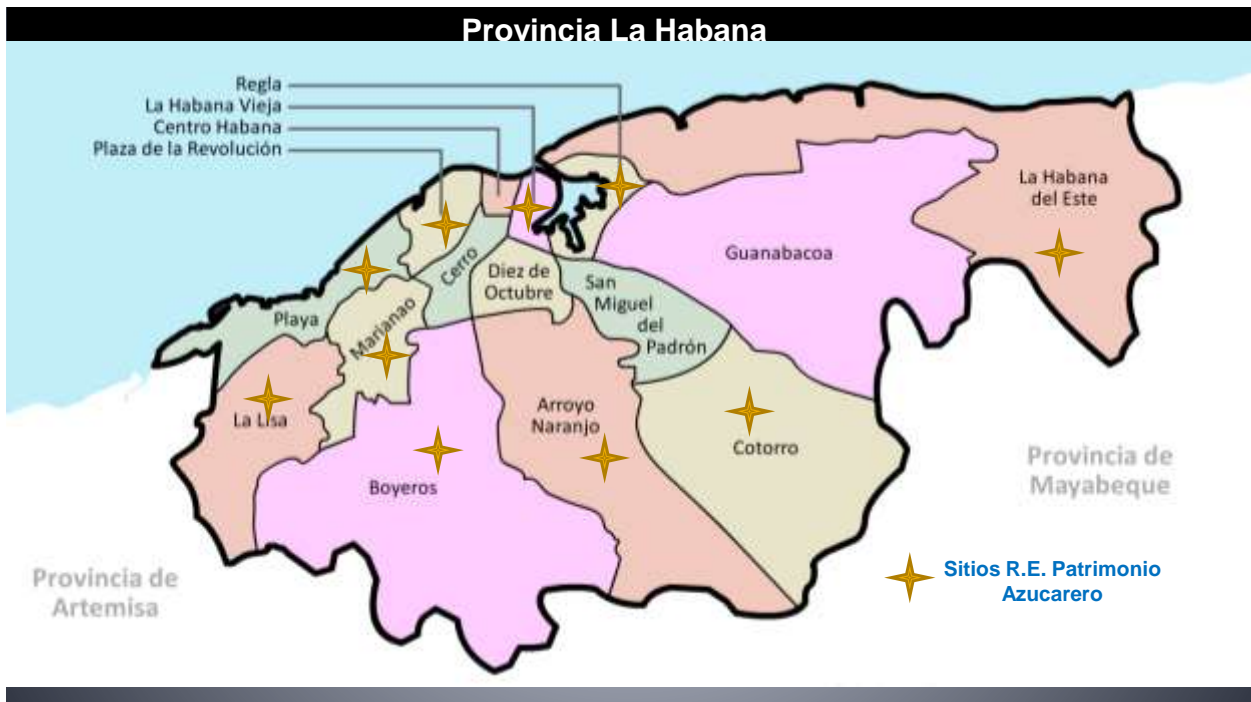 Provincia La Habana
Regla
La Habana Vieja
Centro Habana
Plaza de la Revolución
La Habana
del Este
Guanabacoa
Cerro
Diez de
Octubre
San
Miguel
del
Padrón
Playa
Marianao
La Lisa
Arroyo
Naranjo
Cotorro
Boyeros
Provincia de
Mayabeque
Provincia de
Artemisa
Sitios R.E. Patrimonio
Azucarero